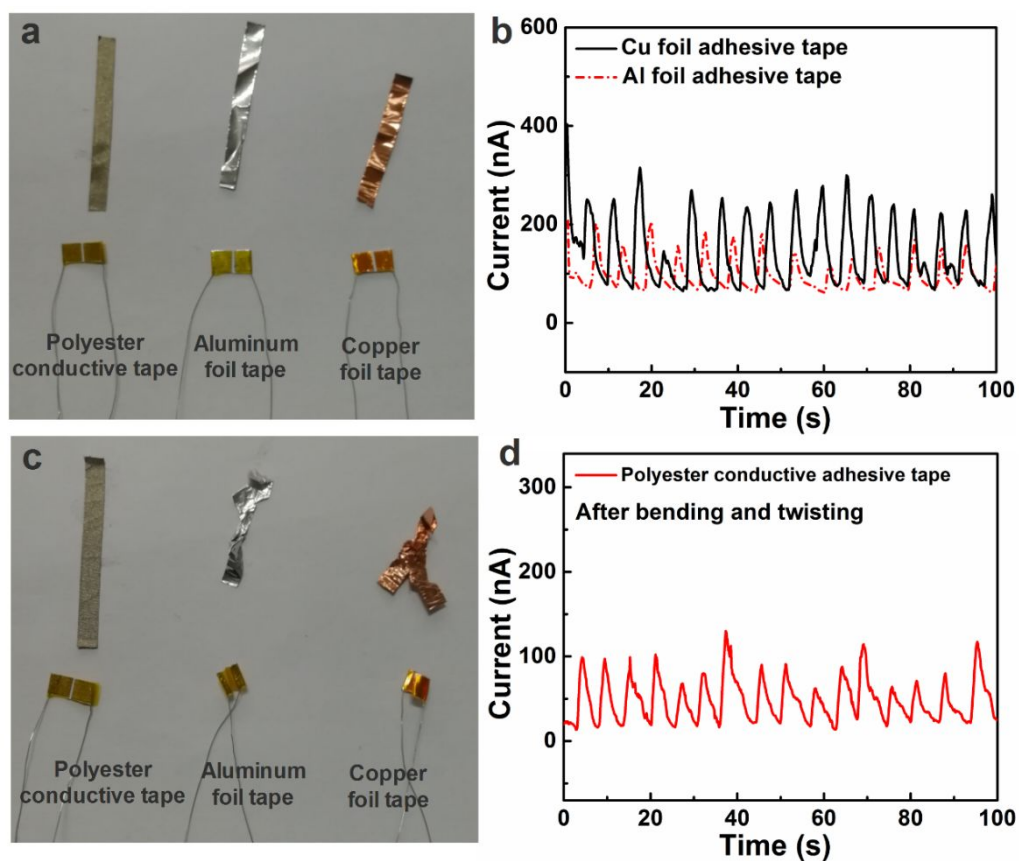 a
Polyester
conductive tape
Aluminum
foil tape
Copper
foil tape
b
Cu foil adhesive tape
Al foil adhesive tape
Current (nA)
600
400
200
0
0 20 40 60 80 100
Time (s)
c
Polyester
conductive tape
Aluminum
foil tape
Copper
foil tape
d
Polyester conductive adhesive tape
After bending and twisting
Current (nA)
300
200
100
0
0 20 40 60 80 100
Time (s)